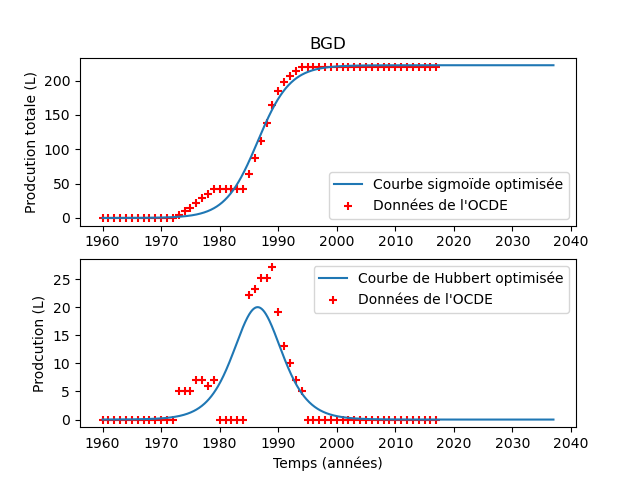 BGD
Prodcution totale (L)
200
150
100
50
0
Courbe sigmoïde optimisée
Données de l'OCDE
1960 1970 1980 1990 2000 2010 2020 2030 2040
Prodcution (L)
25
20
15
10
5
0
Courbe de Hubbert optimisée
Données de l'OCDE
1960 1970 1980 1990 2000 2010 2020 2030 2040
Temps (années)